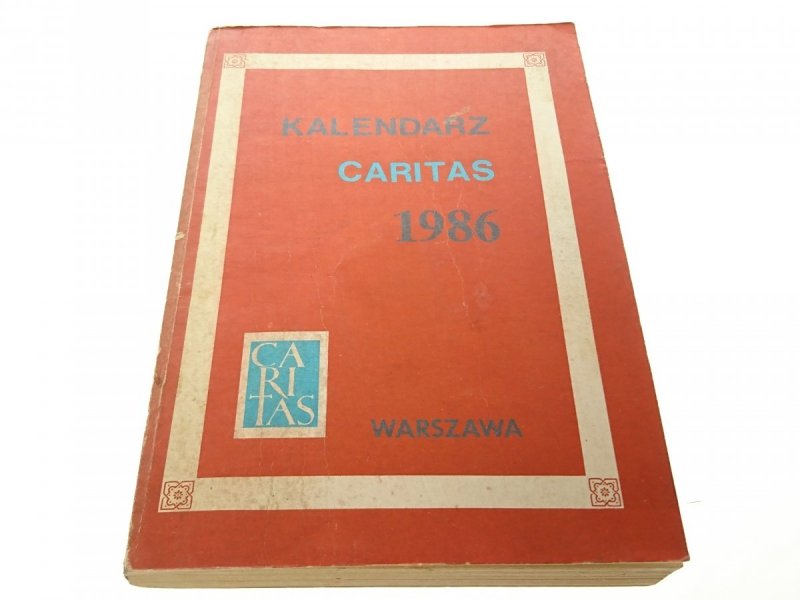 KALENDARZ
CARITAS
1986
CA
RI
TAS
WARSZAWA